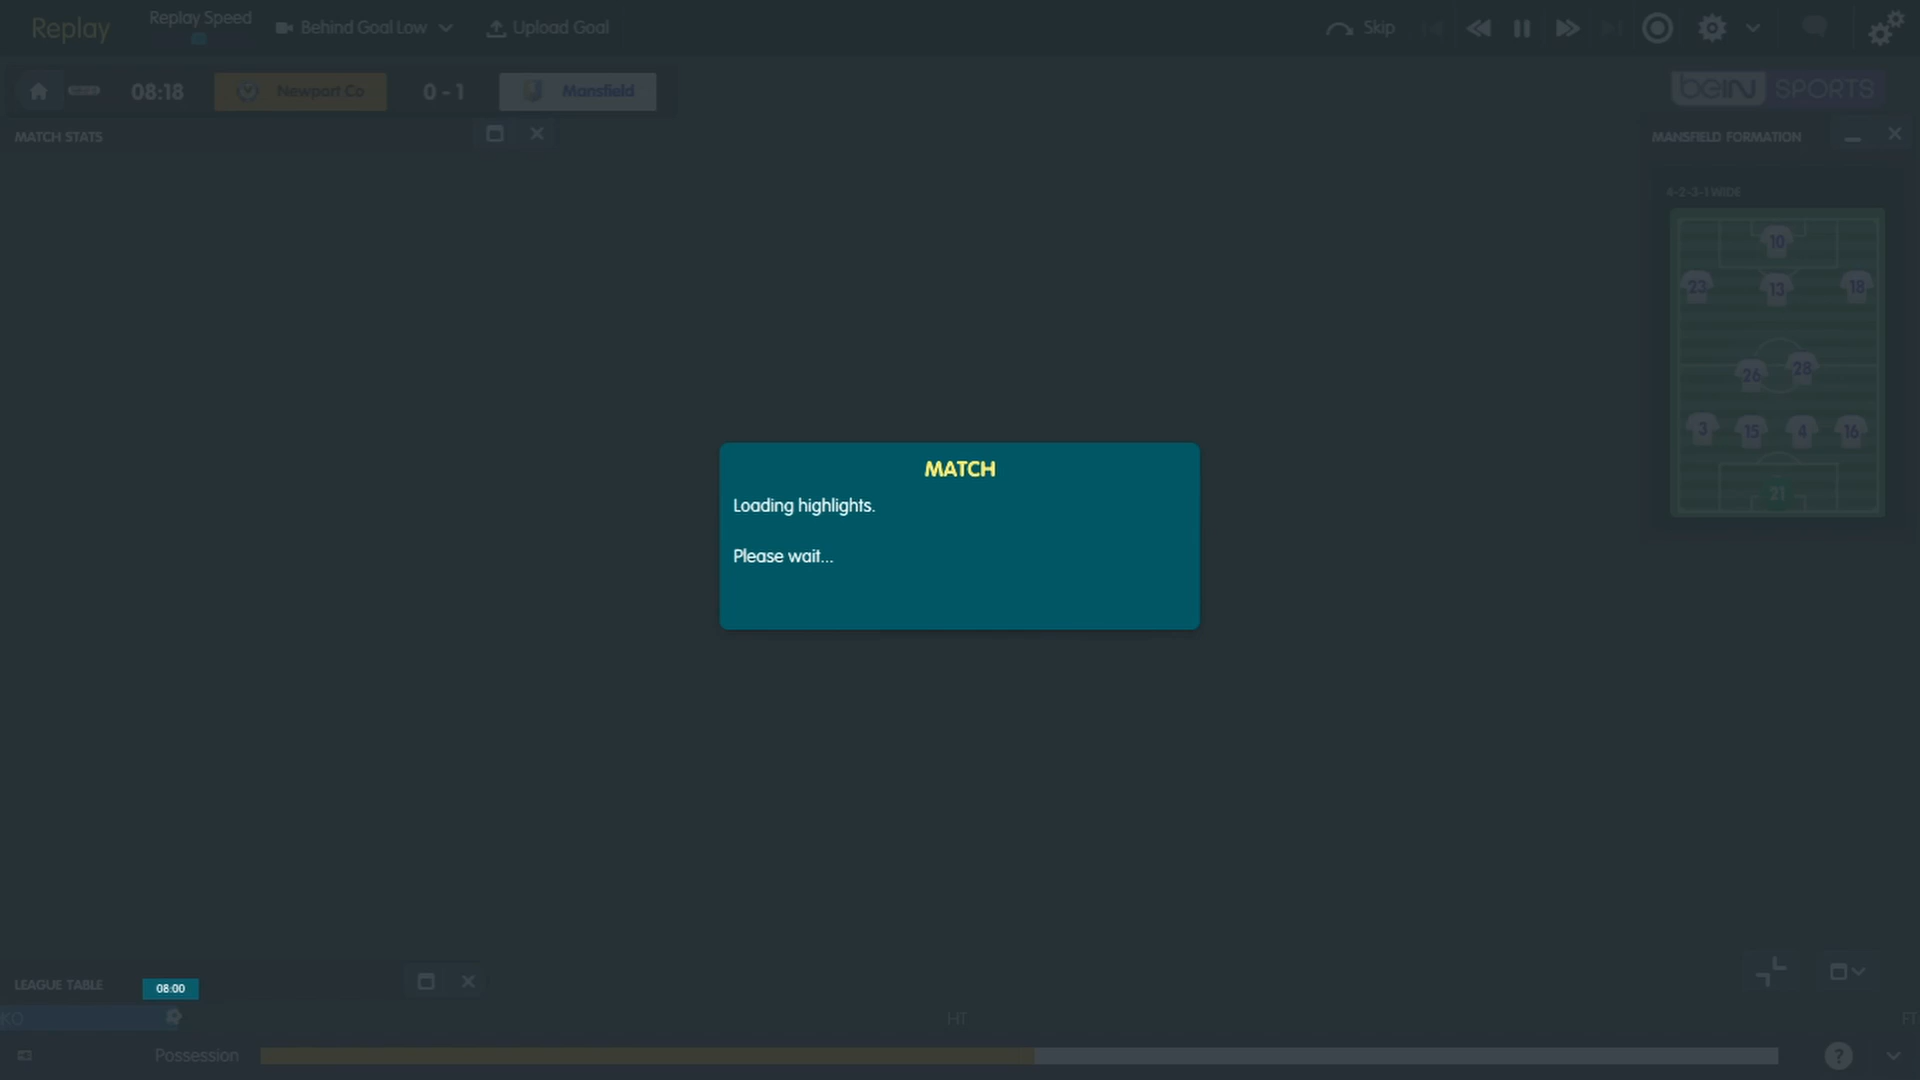 Replay
Replay Speed
Behind Goal Low
Upload Goal
Skip
08:18
Newport Co
0 - 1
Mansfield
beIN SPORTS
MATCH STATS
MANSFIELD FORMATION
4-2-3-1 WIDE
10
23
13
18
26
28
3
15
4
16
21
MATCH
Loading highlights.
Please wait...
LEAGUE TABLE
08:00
KO
HT
FT
Possession
?